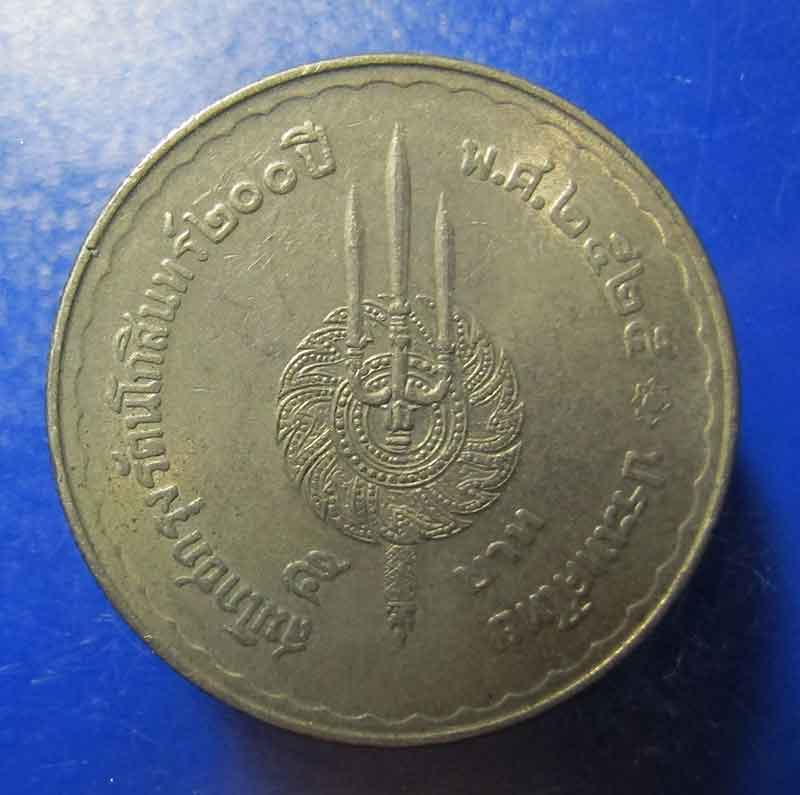 สมโภชกรุงรัตนโกสินทร์๒๐๐ปี
พ.ศ.๒๕๒๕
ประเทศไทย
๕ บาท